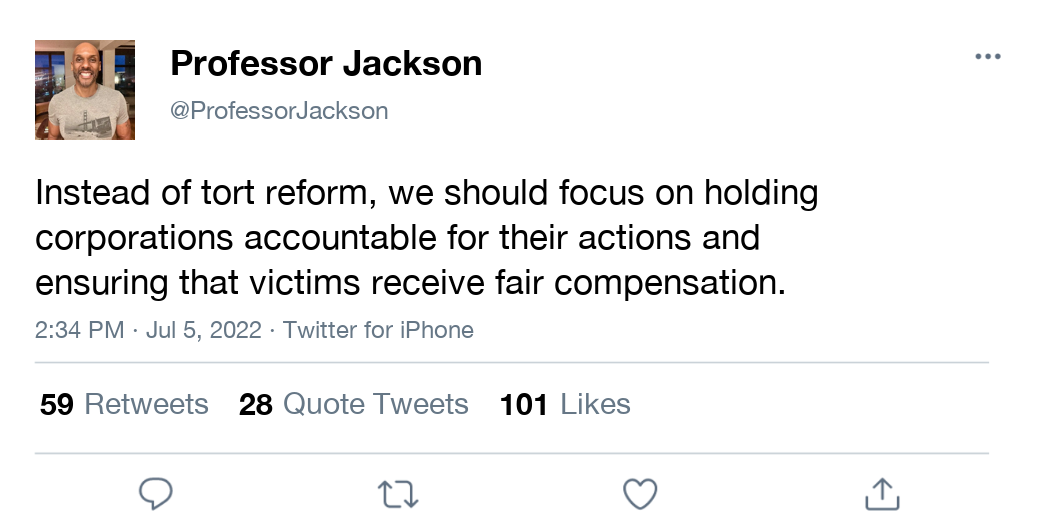 Professor Jackson
@ProfessorJackson
Instead of tort reform, we should focus on holding
corporations accountable for their actions and
ensuring that victims receive fair compensation.
2:34 PM · Jul 5, 2022 · Twitter for iPhone
59 Retweets 28 Quote Tweets 101 Likes